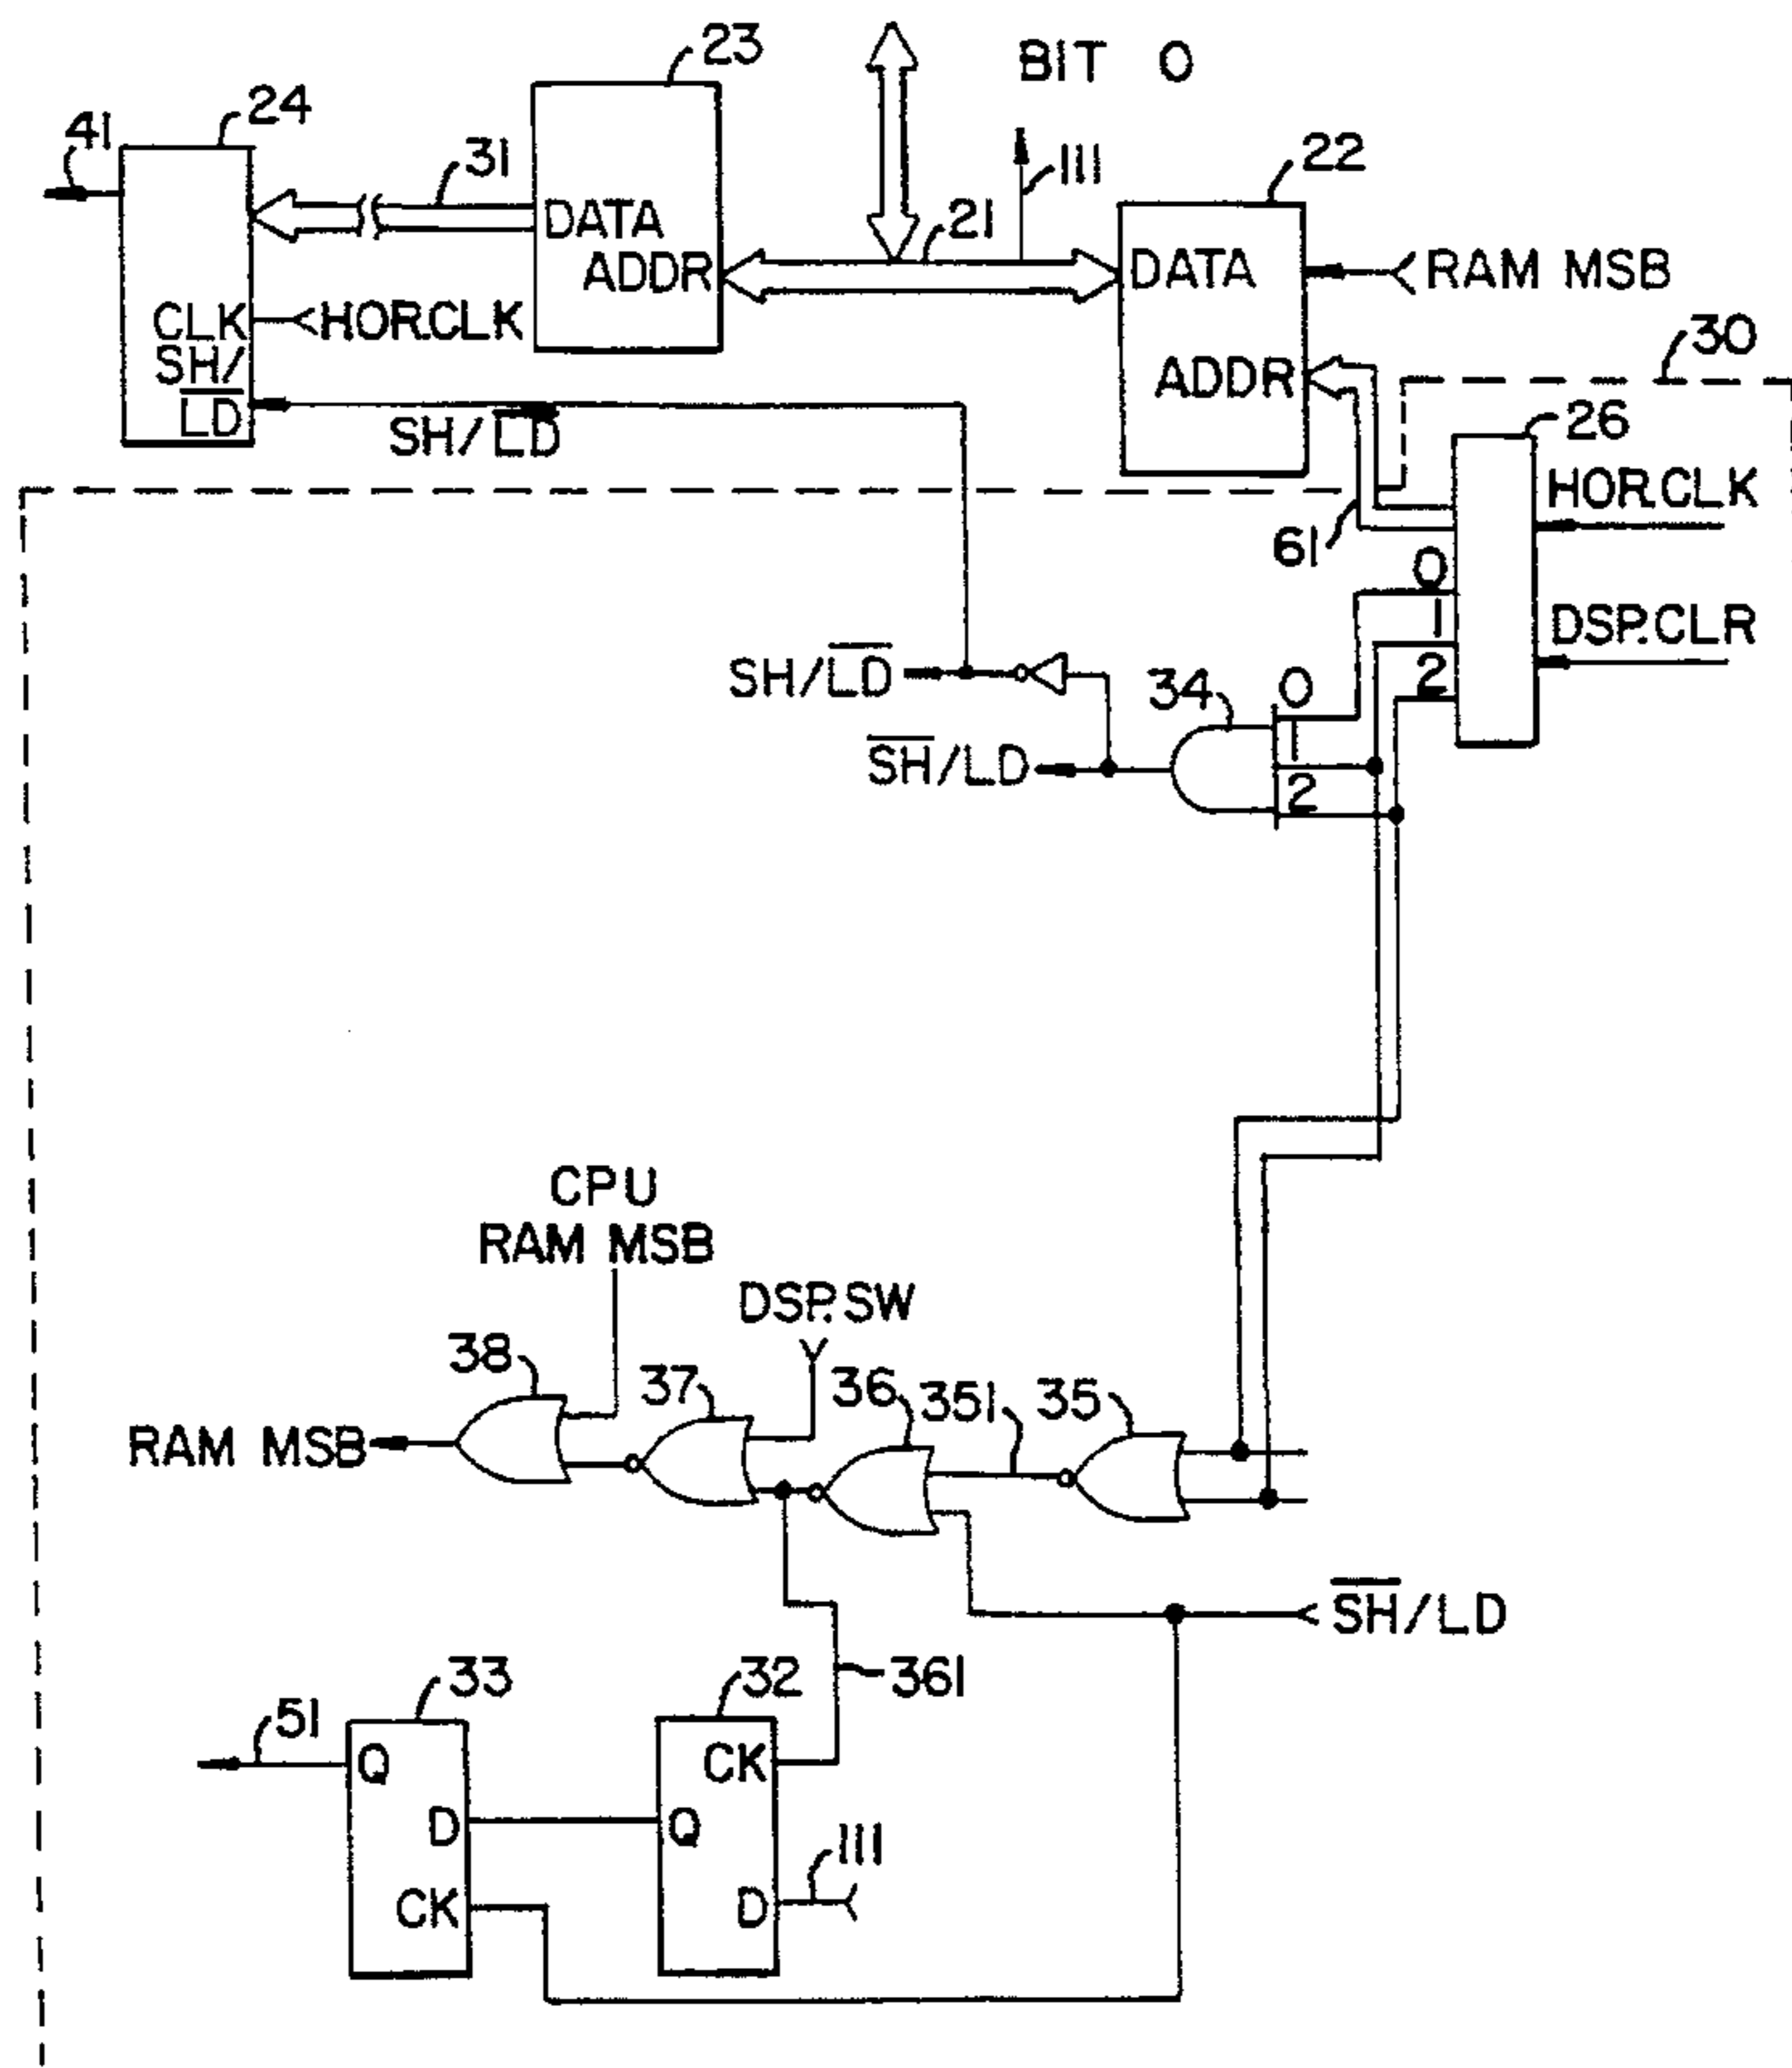 23
BIT 0
24
41
31
111
22
DATA
21
ADDR
DATA
RAM MSB
CLK
HOR.CLK
SH/
LD
SH/LD
ADDR
30
26
HOR.CLK
61
0
1
2
DSP.CLR
SH/LD
34
0
1
2
SH/LD
CPU
RAM MSB
DSP.SW
38
37
36
351
35
RAM MSB
SH/LD
361
33
32
51
Q
CK
D
Q
111
CK
D